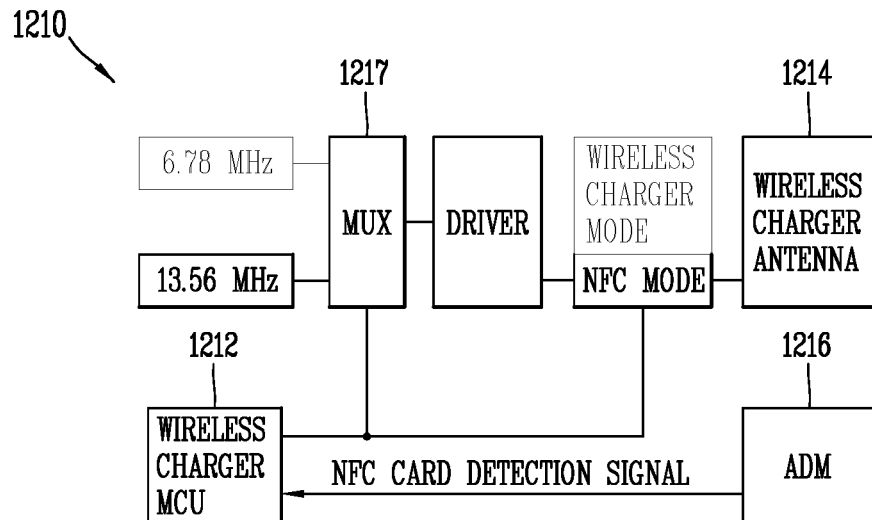 1210
1217
1214
6.78 MHz
MUX
DRIVER
WIRELESS
CHARGER
MODE
WIRELESS
CHARGER
ANTENNA
13.56 MHz
NFC MODE
1212
1216
WIRELESS
CHARGER
MCU
NFC CARD DETECTION SIGNAL
ADM